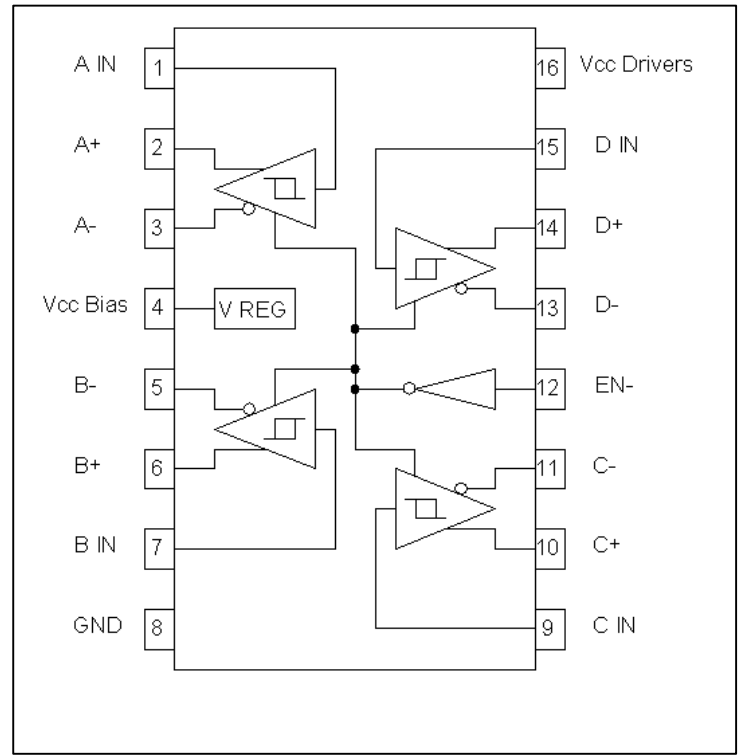 A IN 1 16 Vcc Drivers
A+ 2 15 D IN
A- 3 14 D+
Vcc Bias 4 V REG 13 D-
B- 5 12 EN-
B+ 6 11 C-
B IN 7 10 C+
GND 8 9 C IN